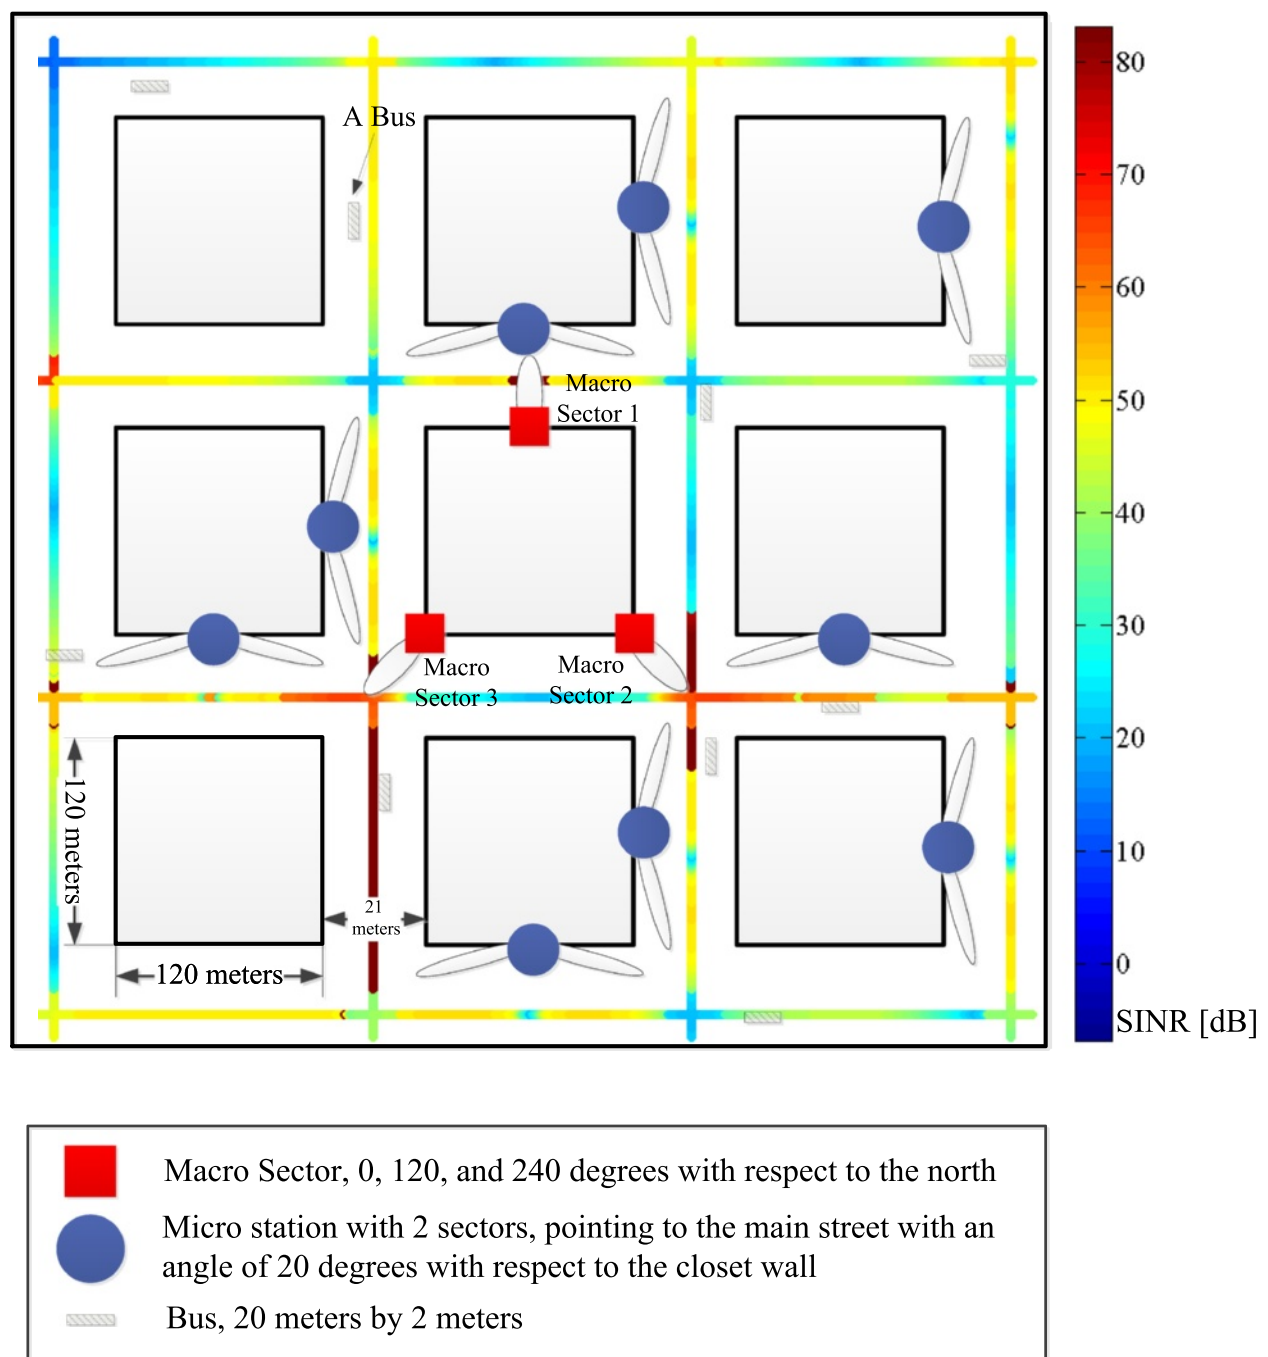 A Bus
Macro
Sector 1
Macro
Sector 3
Macro
Sector 2
120 meters
21
meters
120 meters
80
70
60
50
40
30
20
10
0
SINR [dB]
Macro Sector, 0, 120, and 240 degrees with respect to the north
Micro station with 2 sectors, pointing to the main street with an
angle of 20 degrees with respect to the closet wall
Bus, 20 meters by 2 meters